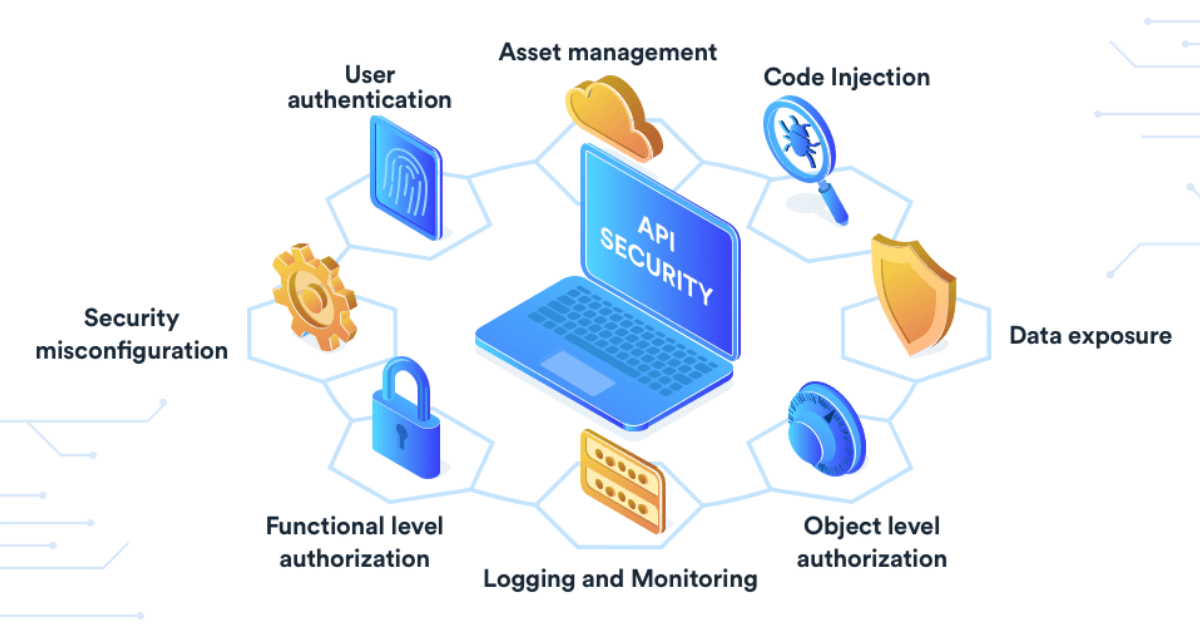 Asset management
User
authentication
Code Injection
API
SECURITY
Security
misconfiguration
Data exposure
Functional level
authorization
Object level
authorization
Logging and Monitoring